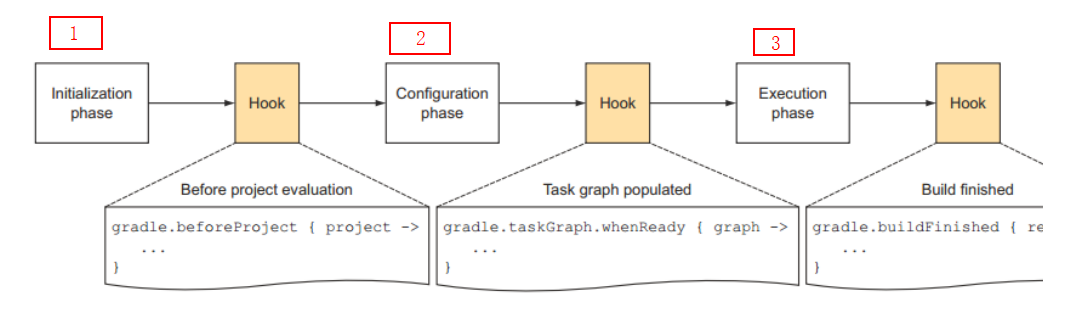 1
2
3
Initialization
phase
Hook
Configuration
phase
Hook
Execution
phase
Hook
Before project evaluation
Task graph populated
Build finished
gradle.beforeProject { project ->
...
}
gradle.taskGraph.whenReady { graph ->
...
}
gradle.buildFinished { re
...
}